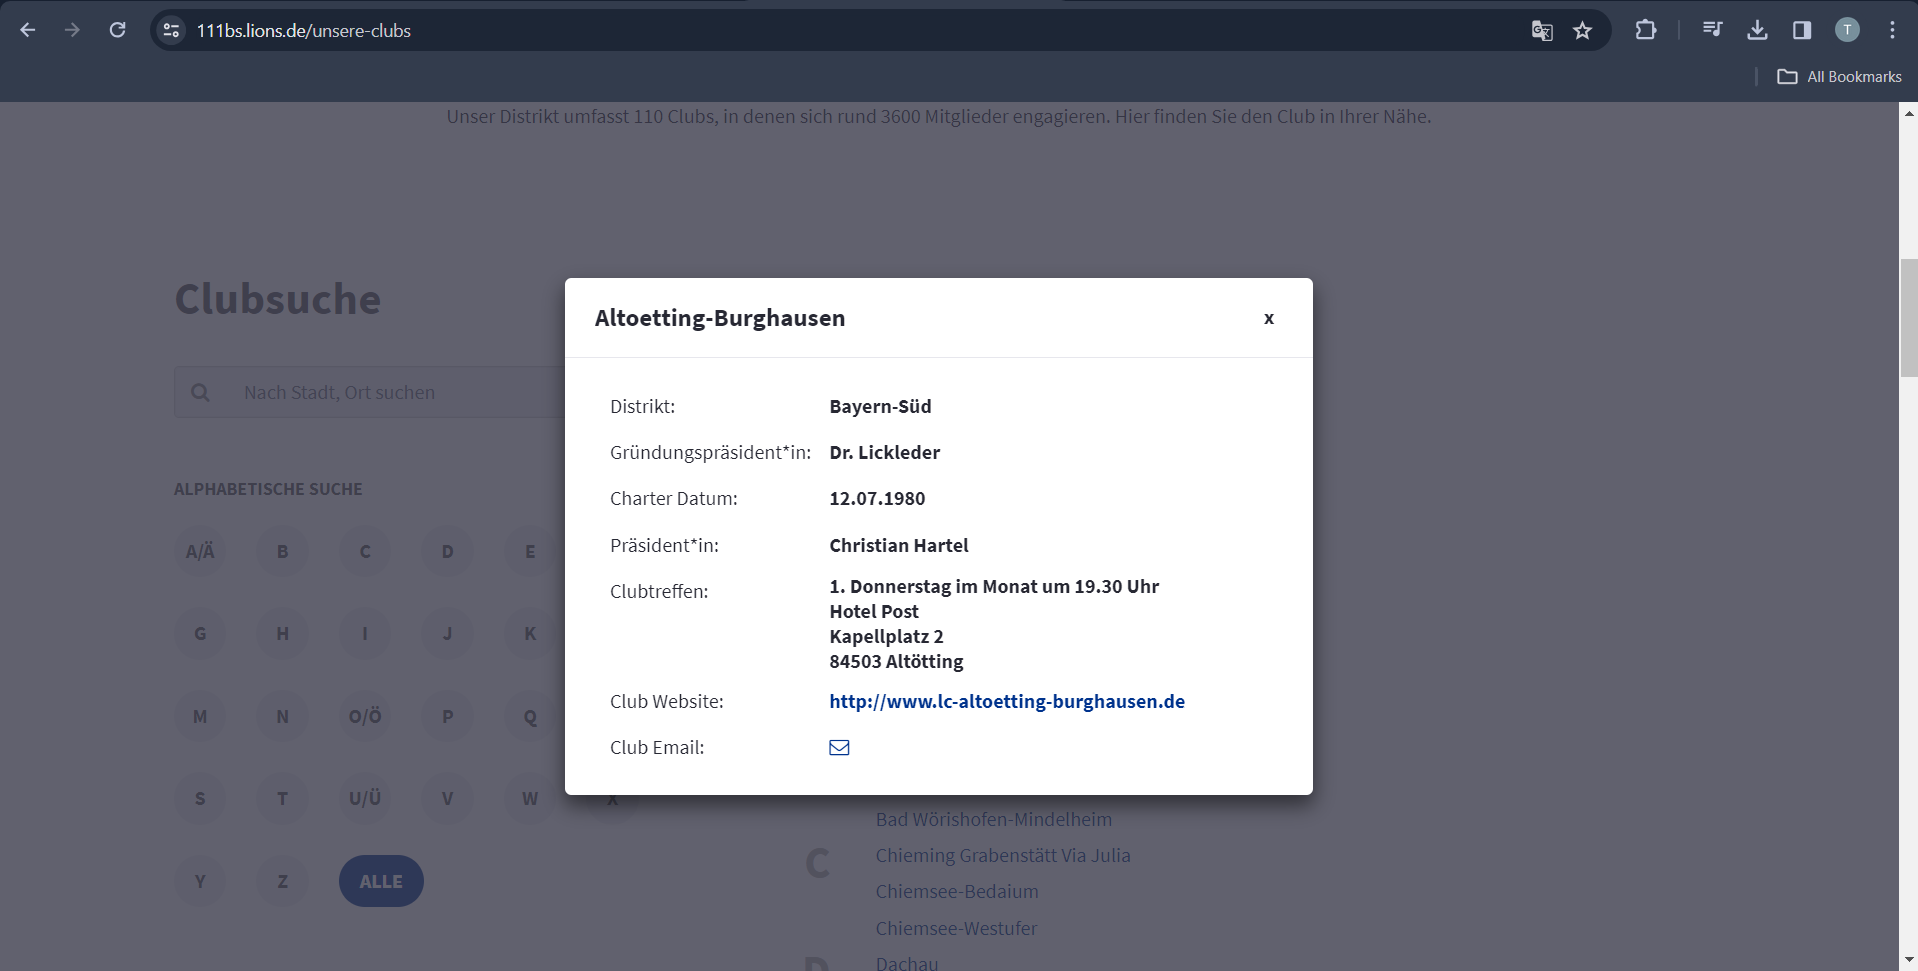 111bs.lions.de/unsere-clubs
T
All Bookmarks
Unser Distrikt umfasst 110 Clubs, in denen sich rund 3600 Mitglieder engagieren. Hier finden Sie den Club in Ihrer Nähe.
Clubsuche
Nach Stadt, Ort suchen
ALPHABETISCHE SUCHE
A/Ä B C D E
G H I J K
M N O/Ö P Q
S T U/Ü V W X
Y Z ALLE
Altoetting-Burghausen x
Distrikt: Bayern-Süd
Gründungspräsident*in: Dr. Lickleder
Charter Datum: 12.07.1980
Präsident*in: Christian Hartel
Clubtreffen: 1. Donnerstag im Monat um 19.30 Uhr
Hotel Post
Kapellplatz 2
84503 Altötting
Club Website: http://www.lc-altoetting-burghausen.de
Club Email:
Bad Wörishofen-Mindelheim
C Chieming Grabenstätt Via Julia
Chiemsee-Bedaium
Chiemsee-Westufer
D Dachau